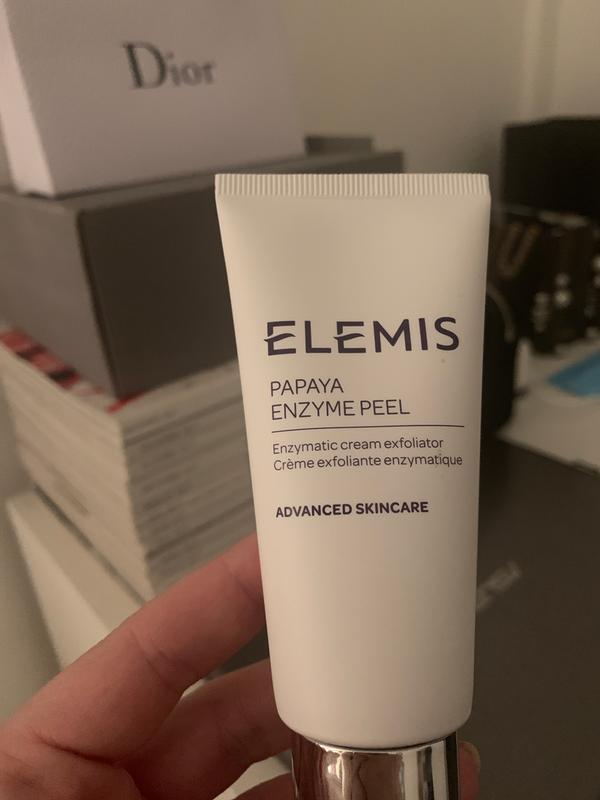 Dior
ELEMIS
PAPAYA
ENZYME PEEL
Enzymatic cream exfoliator
Crème exfoliante enzymatique
ADVANCED SKINCARE